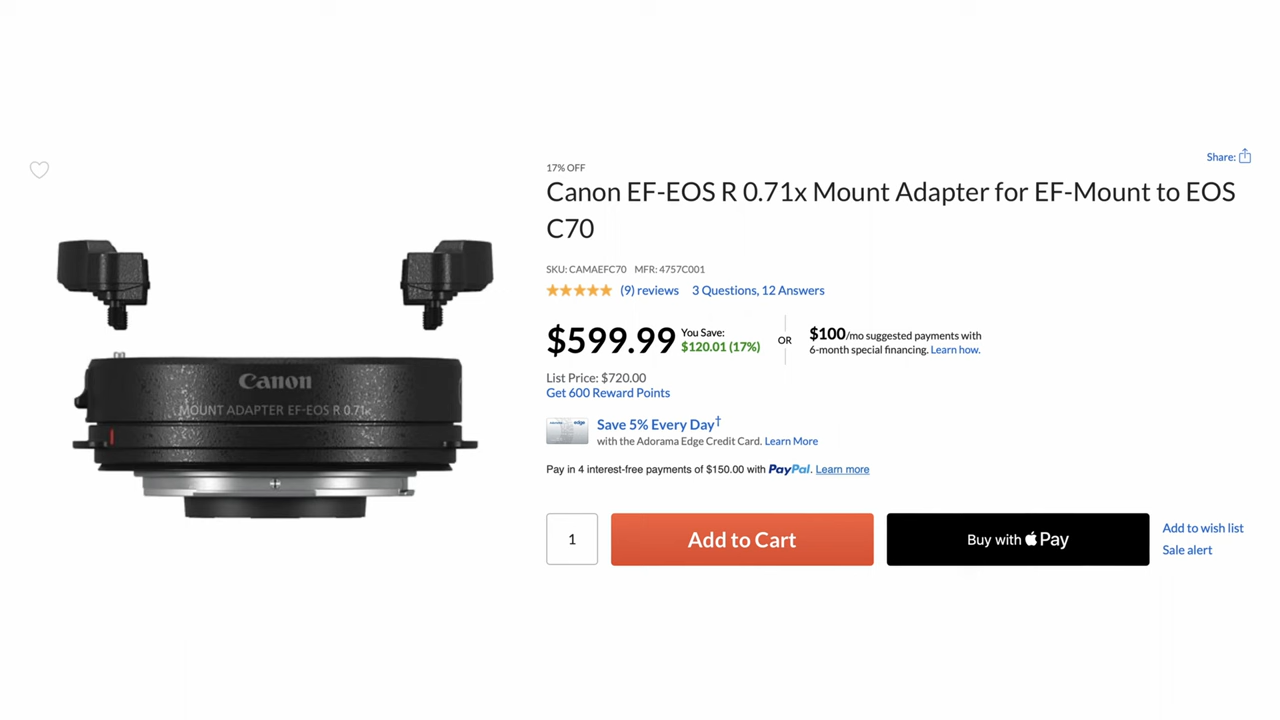 Share:
17% OFF
Canon EF-EOS R 0.71x Mount Adapter for EF-Mount to EOS
C70
SKU: CAMAEFC70 MFR: 4757C001
(9) reviews 3 Questions, 12 Answers
$599.99 You Save:
$120.01 (17%)
OR
$100/mo suggested payments with
6-month special financing. Learn how.
List Price: $720.00
Get 600 Reward Points
Save 5% Every Day†
with the Adorama Edge Credit Card. Learn More
Pay in 4 interest-free payments of $150.00 with PayPal. Learn more
1
Add to Cart
Buy with Pay
Add to wish list
Sale alert
Canon
MOUNT ADAPTER EF-EOS R 0.71x